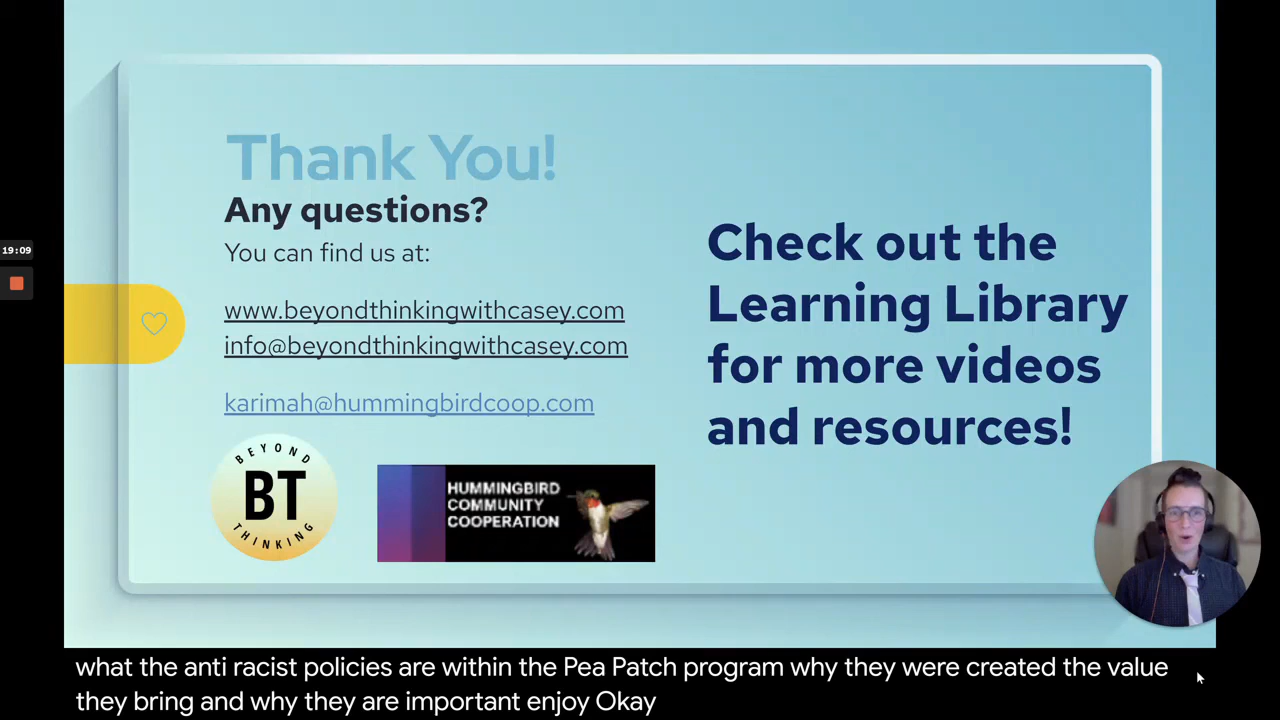 Thank You!
Any questions?
You can find us at:
www.beyondthinkingwithcasey.com
info@beyondthinkingwithcasey.com
karimah@hummingbirdcoop.com
BEYOND
BT
THINKING
HUMMINGBIRD
COMMUNITY
COOPERATION
Check out the
Learning Library
for more videos
and resources!
19:09
what the anti racist policies are within the Pea Patch program why they were created the value
they bring and why they are important enjoy Okay